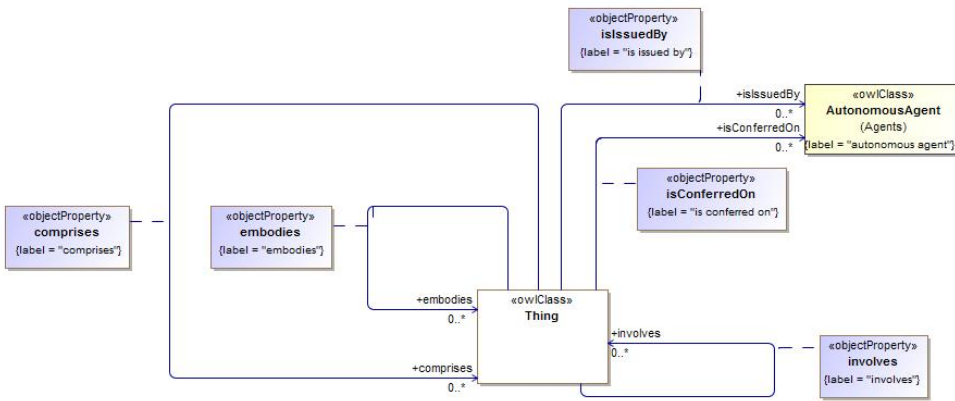 «objectProperty»
isIssuedBy
{label = "is issued by"}
+isIssuedBy
0..*
«owlClass»
AutonomousAgent
(Agents)
{label = "autonomous agent"}
+isConferredOn
0..*
«objectProperty»
isConferredOn
{label = "is conferred on"}
«objectProperty»
comprises
{label = "comprises"}
«objectProperty»
embodies
{label = "embodies"}
+embodies
0..*
«owlClass»
Thing
+involves
0..*
«objectProperty»
involves
{label = "involves"}
+comprises
0..*